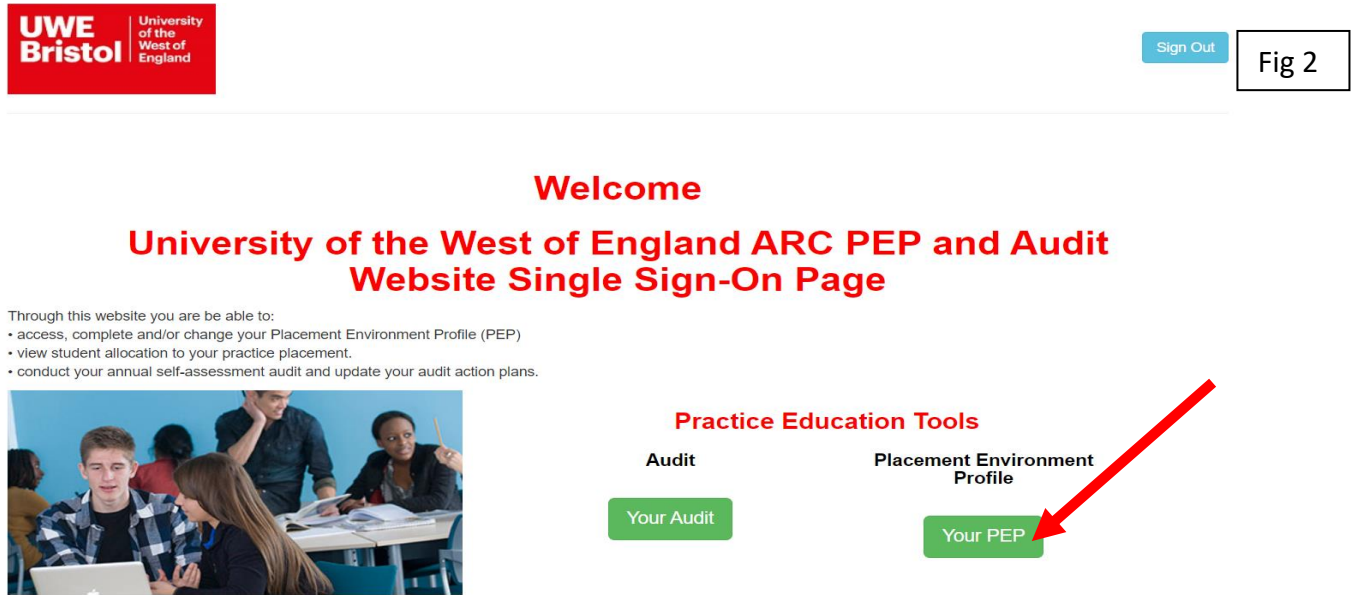 UWE
Bristol
University
of the
West of
England
Sign Out
Fig 2
Welcome
University of the West of England ARC PEP and Audit
Website Single Sign-On Page
Through this website you are be able to:
• access, complete and/or change your Placement Environment Profile (PEP)
• view student allocation to your practice placement.
• conduct your annual self-assessment audit and update your audit action plans.
Practice Education Tools
Audit
Placement Environment
Profile
Your Audit
Your PEP